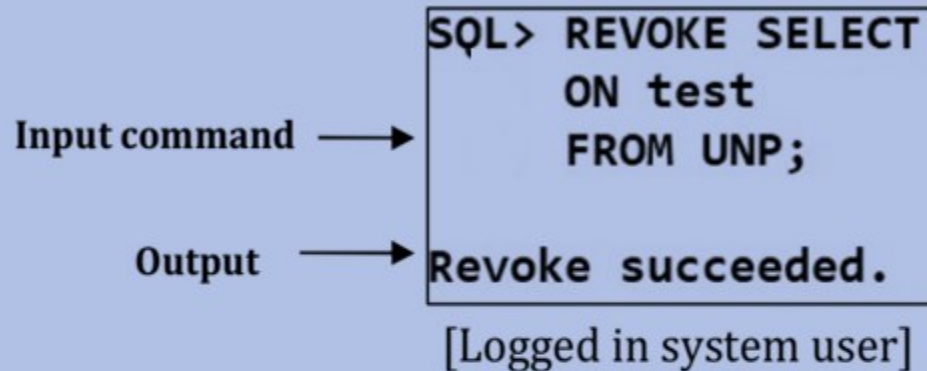 SQL> REVOKE SELECT
ON test
Input command
FROM UNP;
Output
Revoke succeeded.
[Logged in system user]